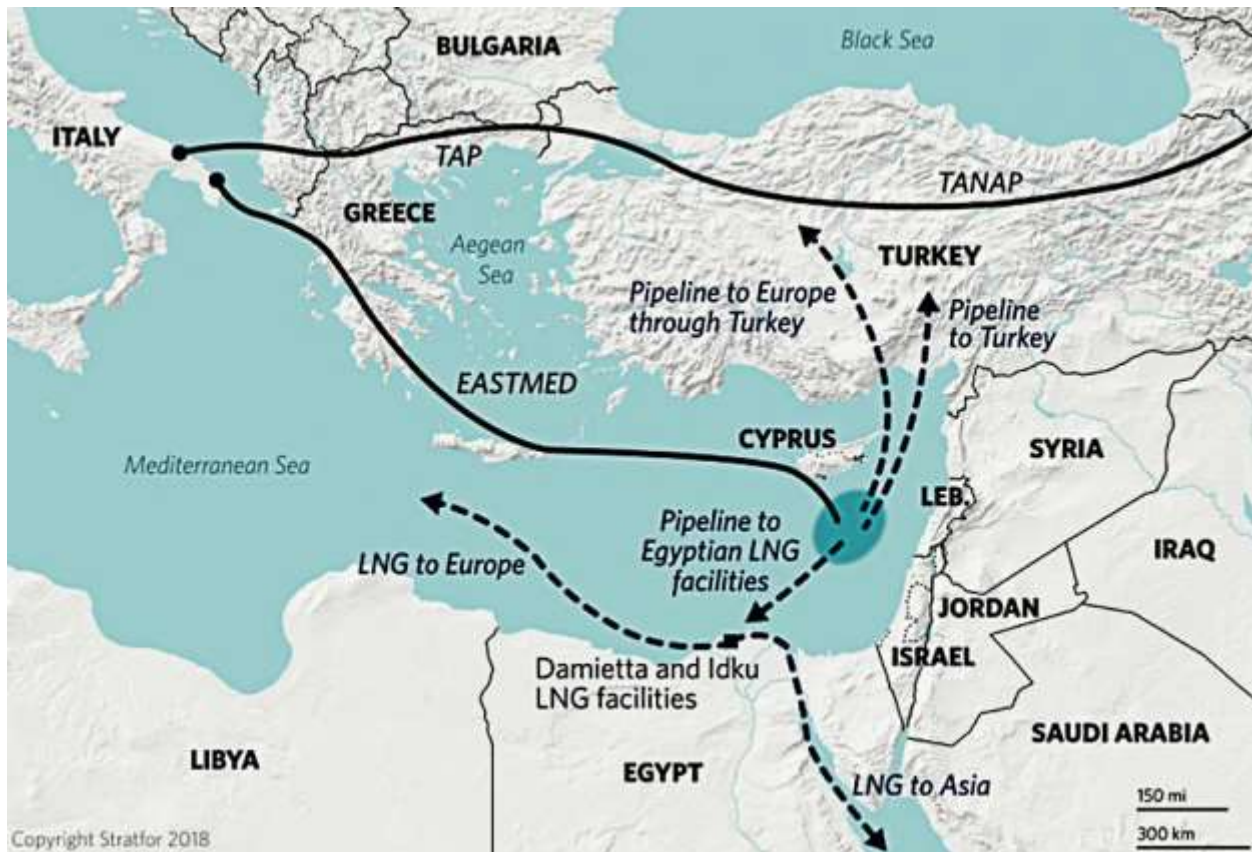 BULGARIA
Black Sea
ITALY
TAP
TANAP
GREECE
Aegean
Sea
TURKEY
Pipeline to Europe
through Turkey
Pipeline
to Turkey
EASTMED
CYPRUS
SYRIA
Mediterranean Sea
LEB.
Pipeline to
Egyptian LNG
facilities
IRAQ
LNG to Europe
JORDAN
ISRAEL
Damietta and Idku
LNG facilities
SAUDI ARABIA
LIBYA
EGYPT
LNG to Asia
150 mi
300 km
Copyright Stratfor 2018